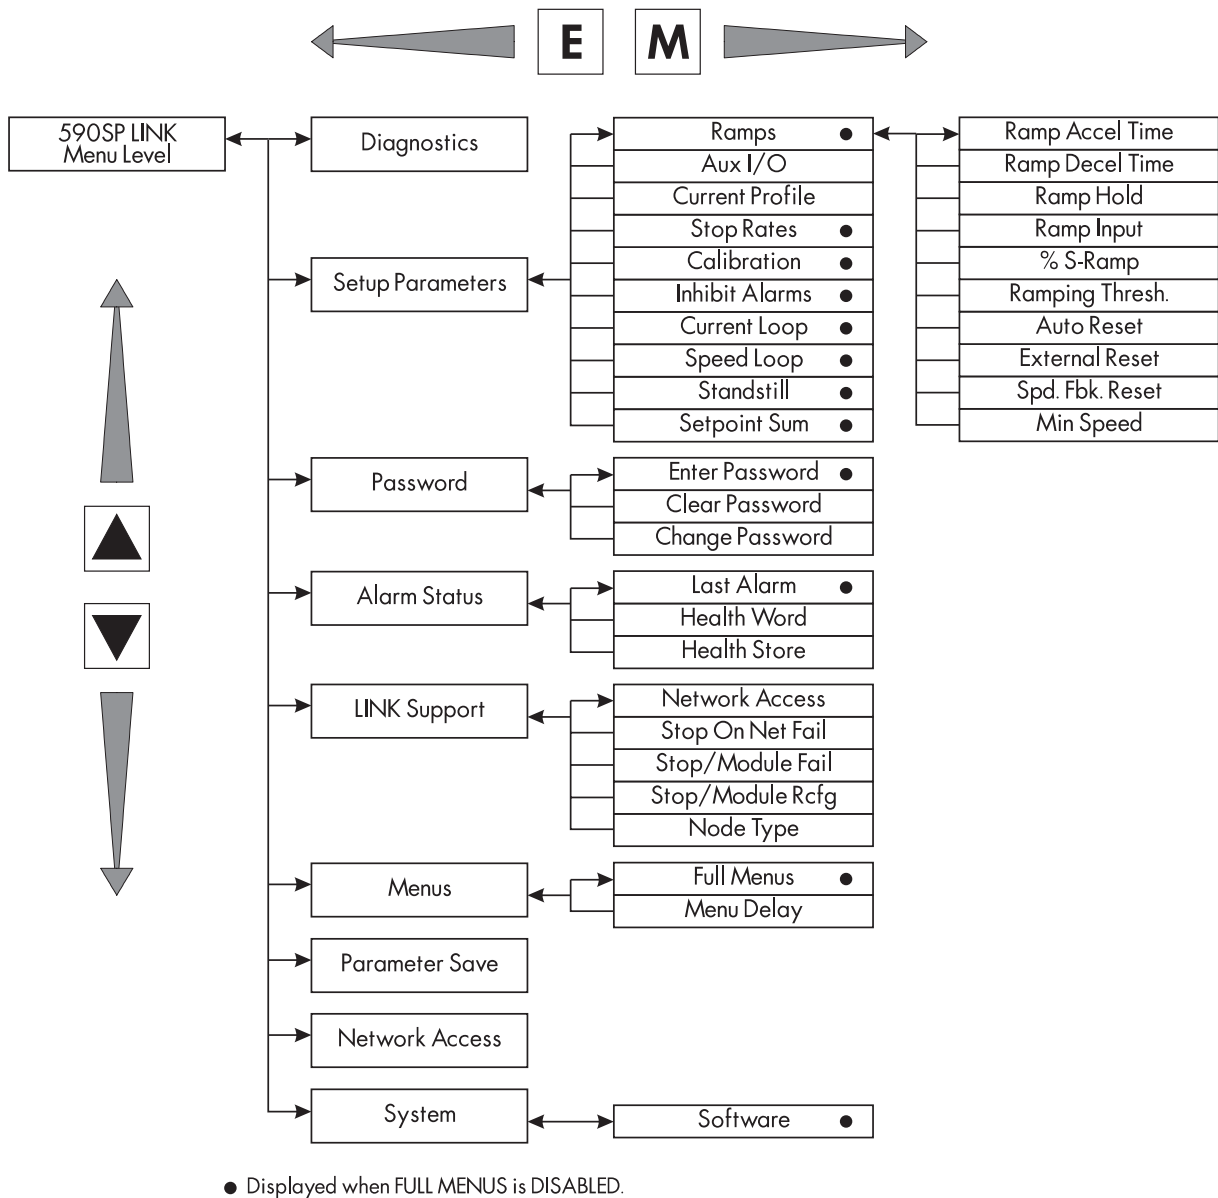 E M
590SP LINK
Menu Level
Diagnostics
Setup Parameters
Password
Alarm Status
LINK Support
Menus
Parameter Save
Network Access
System
Ramps ●
Aux I/O
Current Profile
Stop Rates ●
Calibration ●
Inhibit Alarms ●
Current Loop ●
Speed Loop ●
Standstill ●
Setpoint Sum ●
Ramp Accel Time
Ramp Decel Time
Ramp Hold
Ramp Input
% S-Ramp
Ramping Thresh.
Auto Reset
External Reset
Spd. Fbk. Reset
Min Speed
Enter Password ●
Clear Password
Change Password
Last Alarm ●
Health Word
Health Store
Network Access
Stop On Net Fail
Stop/Module Fail
Stop/Module Rcfg
Node Type
Full Menus ●
Menu Delay
Software ●
● Displayed when FULL MENUS is DISABLED.